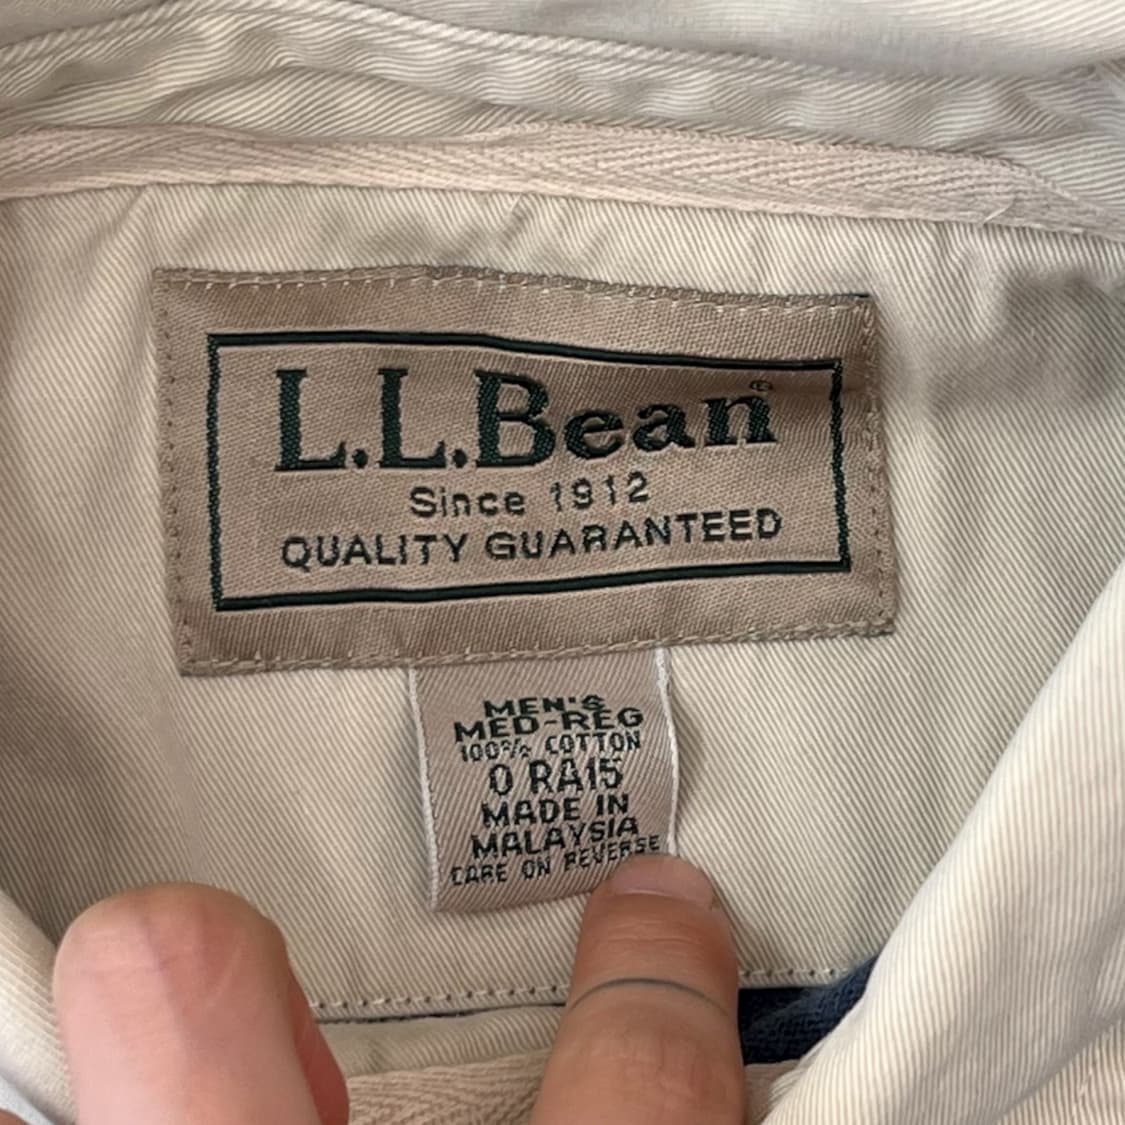 L.L.Bean®
Since 1912
QUALITY GUARANTEED
MEN'S
MED-REG
100% COTTON
0 RA15
MADE IN
MALAYSIA
CARE ON REVERSE